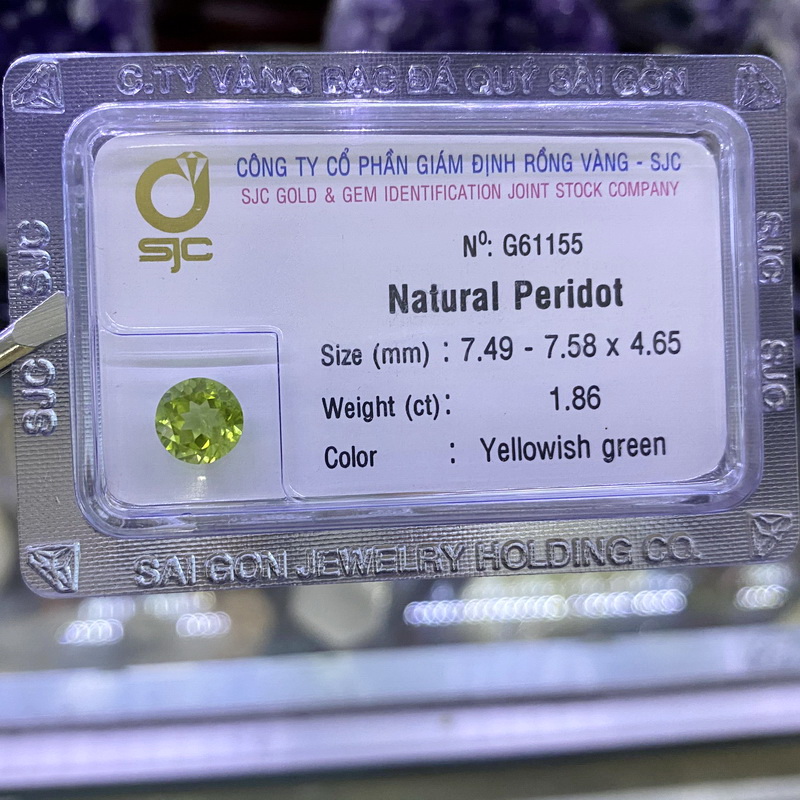 C.TY VÀNG BẠC ĐÁ QUÝ SÀI GÒN
CÔNG TY CỔ PHẦN GIÁM ĐỊNH RỒNG VÀNG - SJC
SJC GOLD & GEM IDENTIFICATION JOINT STOCK COMPANY
SJC
Nº: G61155
Natural Peridot
Size (mm) : 7.49 - 7.58 x 4.65
Weight (ct): 1.86
Color : Yellowish green
SJC
SJC
SJC
SJC
SAI GON JEWELRY HOLDING CO.